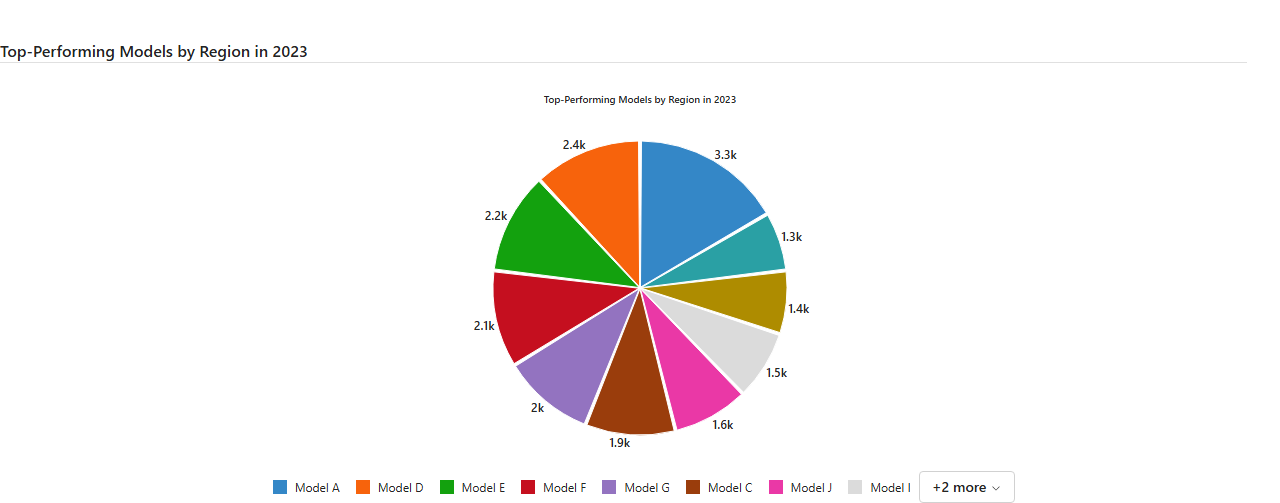 Top-Performing Models by Region in 2023
Top-Performing Models by Region in 2023
2.4k
3.3k
2.2k
1.3k
1.4k
2.1k
1.5k
2k
1.6k
1.9k
Model A Model D Model E Model F Model G Model C Model J Model I +2 more